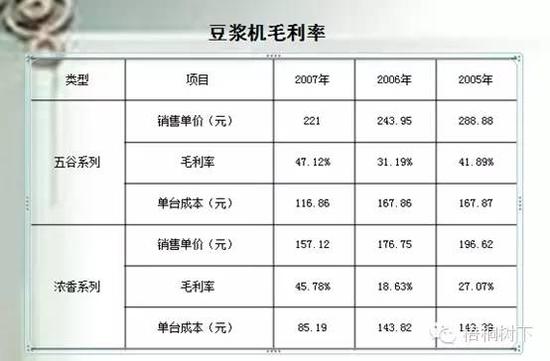 豆浆机毛利率
类型 项目 2007年 2006年 2005年
五谷系列 销售单价（元） 221 243.95 288.88
毛利率 47.12% 31.19% 41.89%
单台成本（元） 116.86 167.86 167.87
浓香系列 销售单价（元） 157.12 176.75 196.62
毛利率 45.78% 18.63% 27.07%
单台成本（元） 85.19 143.82 143.39
梧桐树下